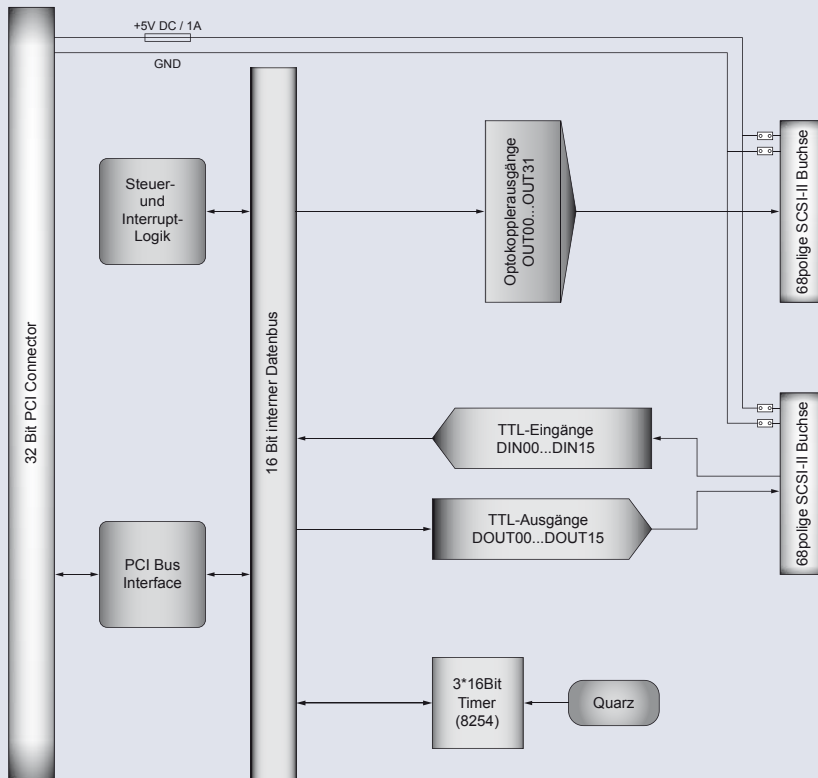 +5V DC / 1A
GND
32 Bit PCI Connector
Steuer-
und
Interrupt-
Logik
PCI Bus
Interface
16 Bit interner Datenbus
Optokopplerausgänge
OUT00...OUT31
68polige SCSI-II Buchse
TTL-Eingänge
DIN00...DIN15
TTL-Ausgänge
DOUT00...DOUT15
68polige SCSI-II Buchse
3*16Bit
Timer
(8254)
Quarz